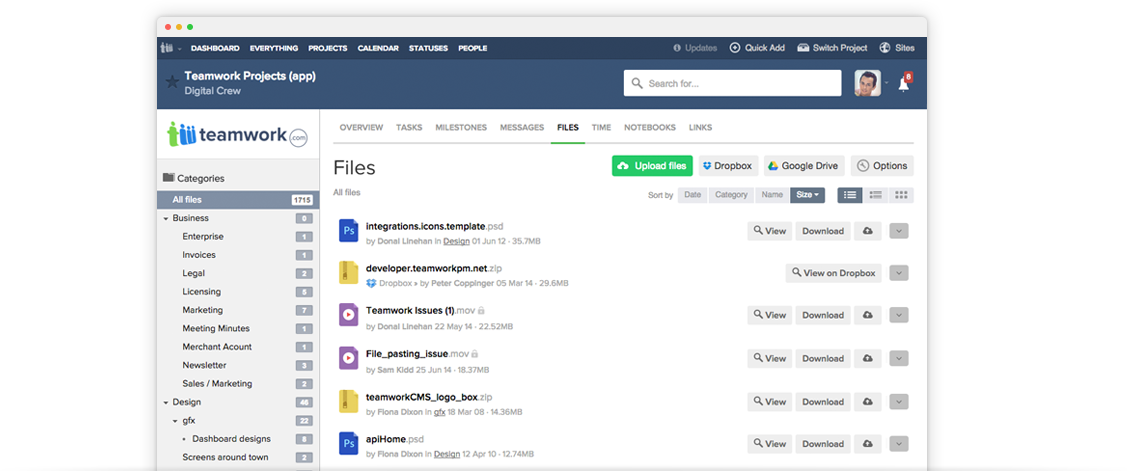 DASHBOARD EVERYTHING PROJECTS CALENDAR STATUSES PEOPLE Updates Quick Add Switch Project Sites
Teamwork Projects (app)
Digital Crew
Search for...
8
teamwork.com
OVERVIEW TASKS MILESTONES MESSAGES FILES TIME NOTEBOOKS LINKS
Files
Upload files Dropbox Google Drive Options
All files
Sort by Date Category Name Size
Categories
All files 1715
Business 0
Enterprise 1
Invoices 1
Legal 2
Licensing 5
Marketing 7
Meeting Minutes 1
Merchant Acount 1
Newsletter 3
Sales / Marketing 2
Design 46
gfx 22
Dashboard designs 8
Screens around town 2
Ps integrations.icons.template.psd
by Donal Linehan in Design 01 Jun 12 · 35.7MB
View Download
developer.teamworkpm.net.zip
Dropbox » by Peter Coppinger 05 Mar 14 · 29.6MB
View on Dropbox
Teamwork Issues (1).mov
by Donal Linehan 22 May 14 · 22.52MB
View Download
File_pasting_issue.mov
by Sam Kidd 25 Jun 14 · 18.37MB
View Download
teamworkCMS_logo_box.zip
by Fiona Dixon in gfx 18 Mar 08 · 14.36MB
View Download
Ps apiHome.psd
by Fiona Dixon in Design 12 Apr 10 · 12.74MB
View Download